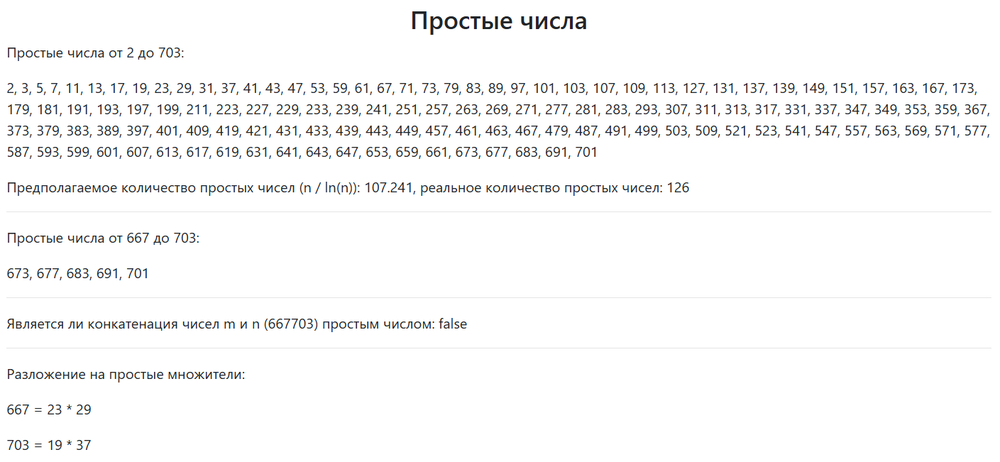 Простые числа
Простые числа от 2 до 703:
2, 3, 5, 7, 11, 13, 17, 19, 23, 29, 31, 37, 41, 43, 47, 53, 59, 61, 67, 71, 73, 79, 83, 89, 97, 101, 103, 107, 109, 113, 127, 131, 137, 139, 149, 151, 157, 163, 167, 173,
179, 181, 191, 193, 197, 199, 211, 223, 227, 229, 233, 239, 241, 251, 257, 263, 269, 271, 277, 281, 283, 293, 307, 311, 313, 317, 331, 337, 347, 349, 353, 359, 367,
373, 379, 383, 389, 397, 401, 409, 419, 421, 431, 433, 439, 443, 449, 457, 461, 463, 467, 479, 487, 491, 499, 503, 509, 521, 523, 541, 547, 557, 563, 569, 571, 577,
587, 593, 599, 601, 607, 613, 617, 619, 631, 641, 643, 647, 653, 659, 661, 673, 677, 683, 691, 701
Предполагаемое количество простых чисел (n / ln(n)): 107.241, реальное количество простых чисел: 126
Простые числа от 667 до 703:
673, 677, 683, 691, 701
Является ли конкатенация чисел m и n (667703) простым числом: false
Разложение на простые множители:
667 = 23 * 29
703 = 19 * 37